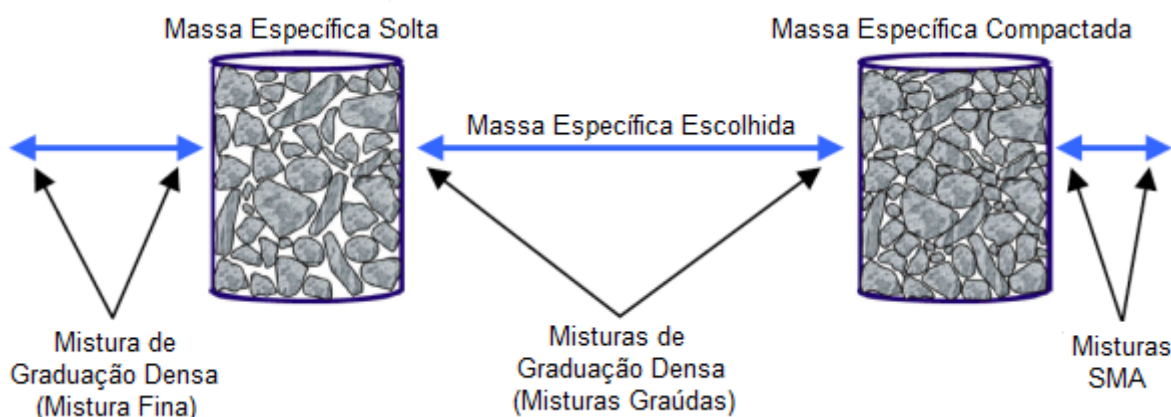 Massa Específica Solta
Massa Específica Compactada
Massa Específica Escolhida
Mistura de
Graduação Densa
(Mistura Fina)
Misturas de
Graduação Densa
(Misturas Graúdas)
Misturas
SMA